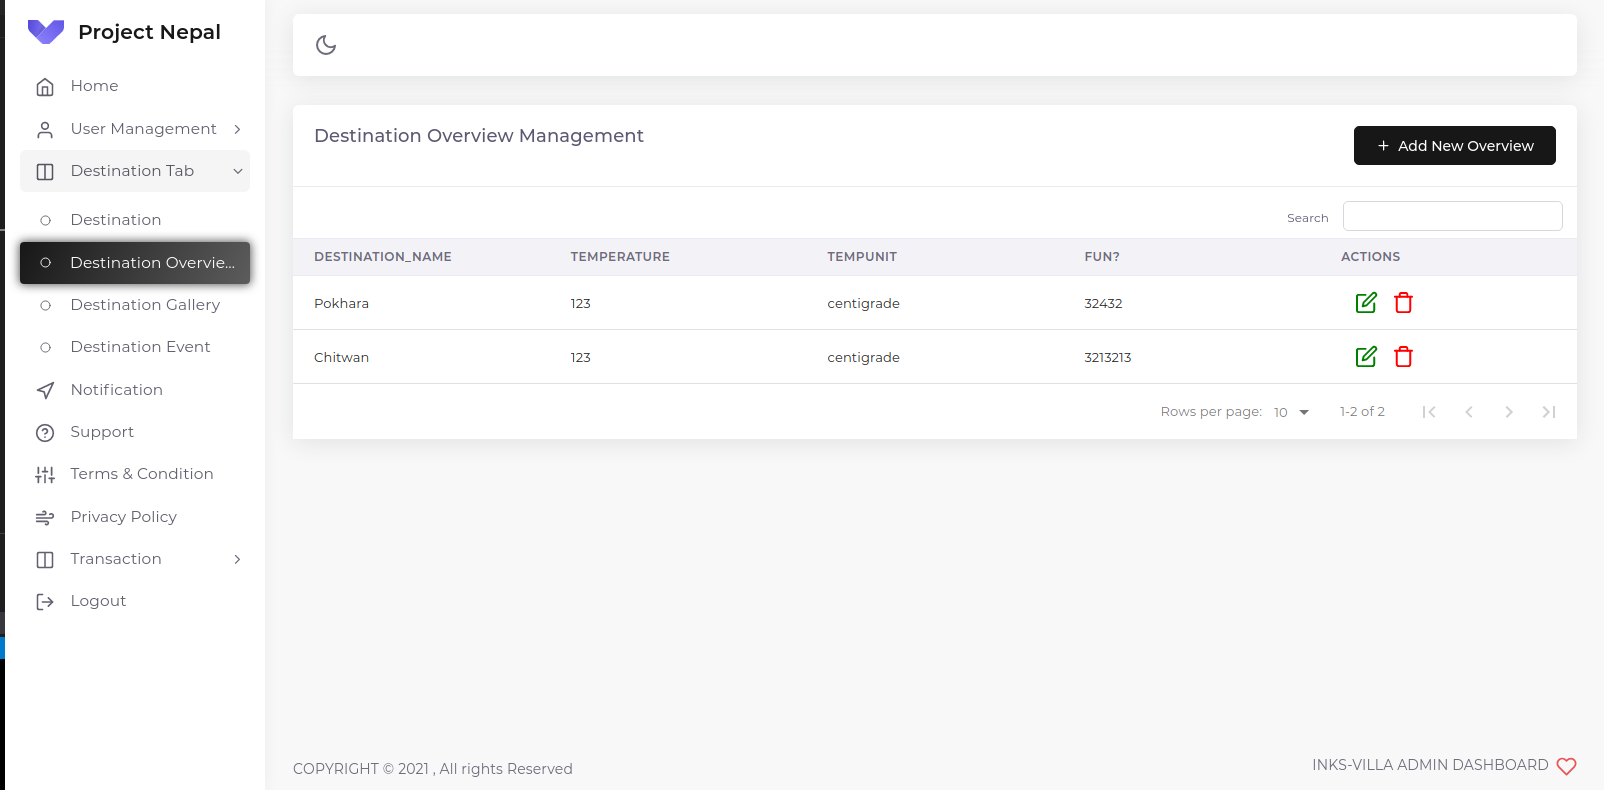 Project Nepal
Home
User Management
Destination Tab
Destination
Destination Overvie...
Destination Gallery
Destination Event
Notification
Support
Terms & Condition
Privacy Policy
Transaction
Logout
Destination Overview Management
+ Add New Overview
Search
DESTINATION_NAME TEMPERATURE TEMPUNIT FUN? ACTIONS
Pokhara 123 centigrade 32432
Chitwan 123 centigrade 3213213
Rows per page: 10 1-2 of 2
COPYRIGHT © 2021 , All rights Reserved
INKS-VILLA ADMIN DASHBOARD